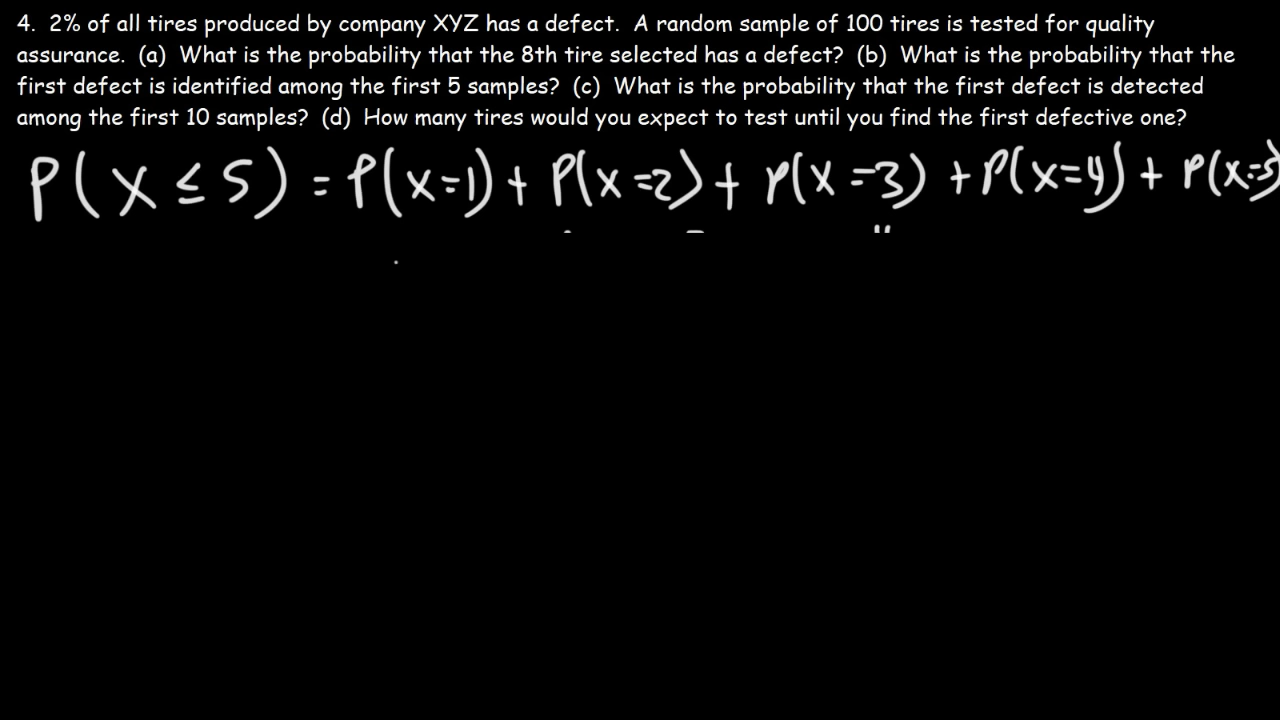 4. 2% of all tires produced by company XYZ has a defect. A random sample of 100 tires is tested for quality
assurance. (a) What is the probability that the 8th tire selected has a defect? (b) What is the probability that the
first defect is identified among the first 5 samples? (c) What is the probability that the first defect is detected
among the first 10 samples? (d) How many tires would you expect to test until you find the first defective one?
P(X ≤ 5) = P(x=1) + P(x=2) + P(x=3) + P(x=4) + P(x=5)